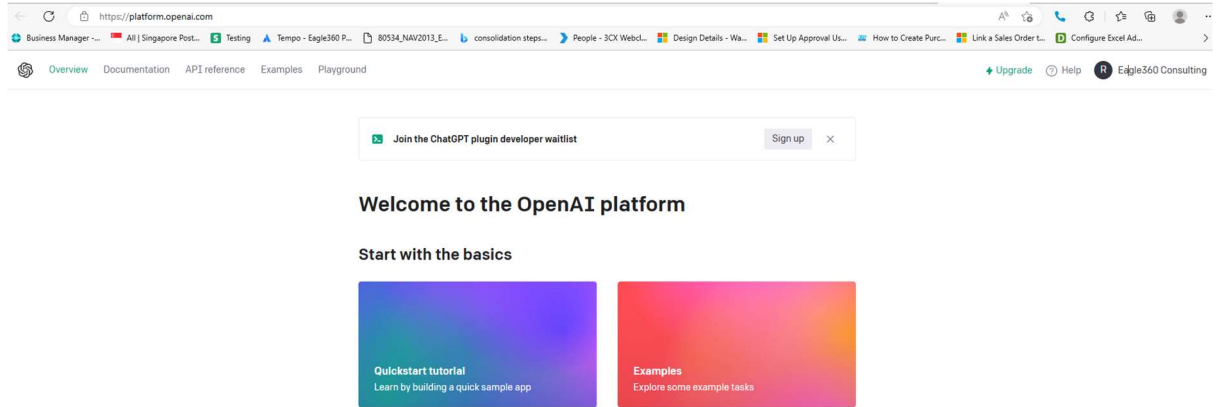 https://platform.openai.com
Business Manager -... All | Singapore Post... Testing Tempo - Eagle360 P... 80534_NAV2013_E... consolidation steps... People - 3CX Webcl... Design Details - Wa... Set Up Approval Us... How to Create Purc... Link a Sales Order t... Configure Excel Ad...
Overview Documentation API reference Examples Playground Upgrade Help R Eagle360 Consulting
Join the ChatGPT plugin developer waitlist Sign up
Welcome to the OpenAI platform
Start with the basics
Quickstart tutorial
Learn by building a quick sample app
Examples
Explore some example tasks